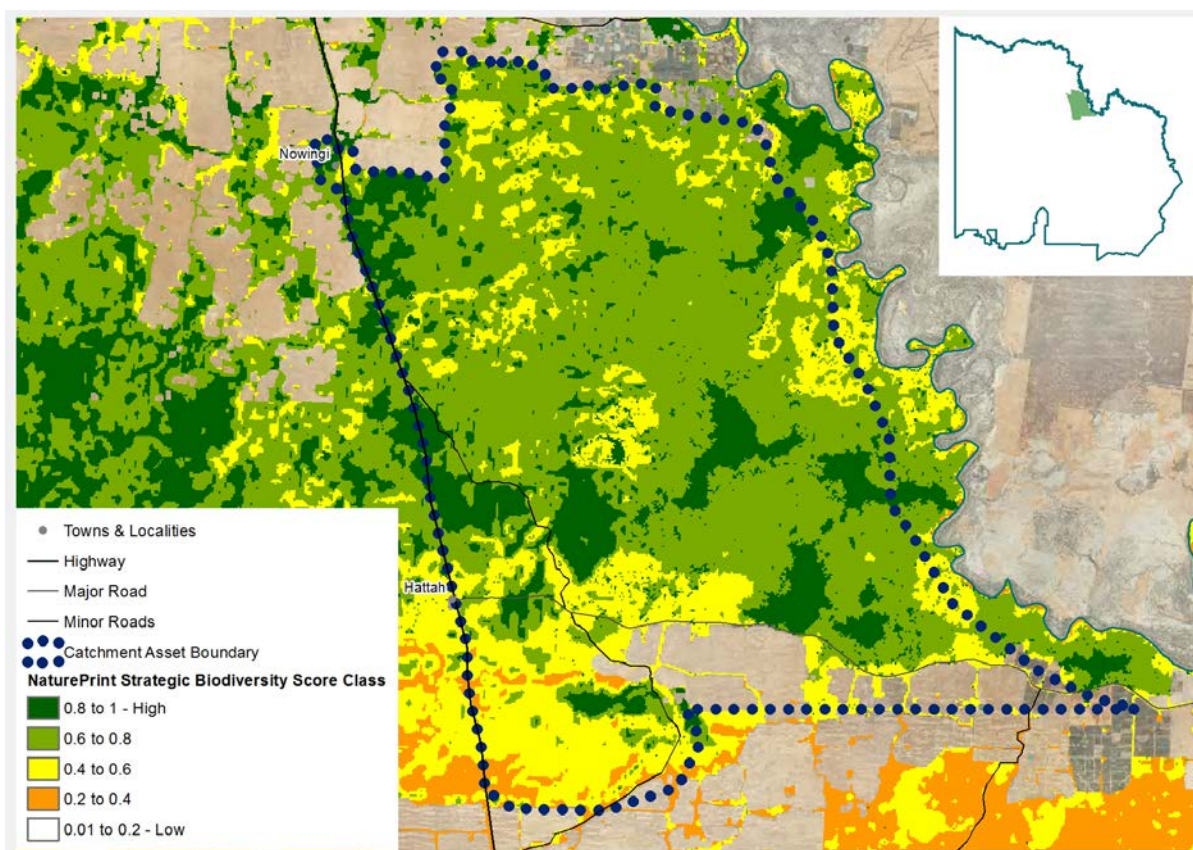 Nowingi
Hattah
Towns & Localities
Highway
Major Road
Minor Roads
Catchment Asset Boundary
NaturePrint Strategic Biodiversity Score Class
0.8 to 1 - High
0.6 to 0.8
0.4 to 0.6
0.2 to 0.4
0.01 to 0.2 - Low